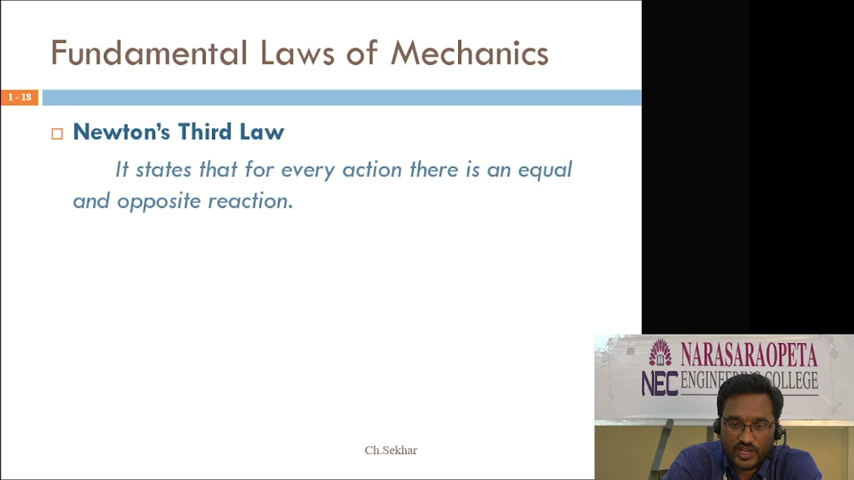 Fundamental Laws of Mechanics
1 - 18
Newton's Third Law
It states that for every action there is an equal
and opposite reaction.
Ch.Sekhar
NARASARAOPETA
NEC ENGINEERING COLLEGE